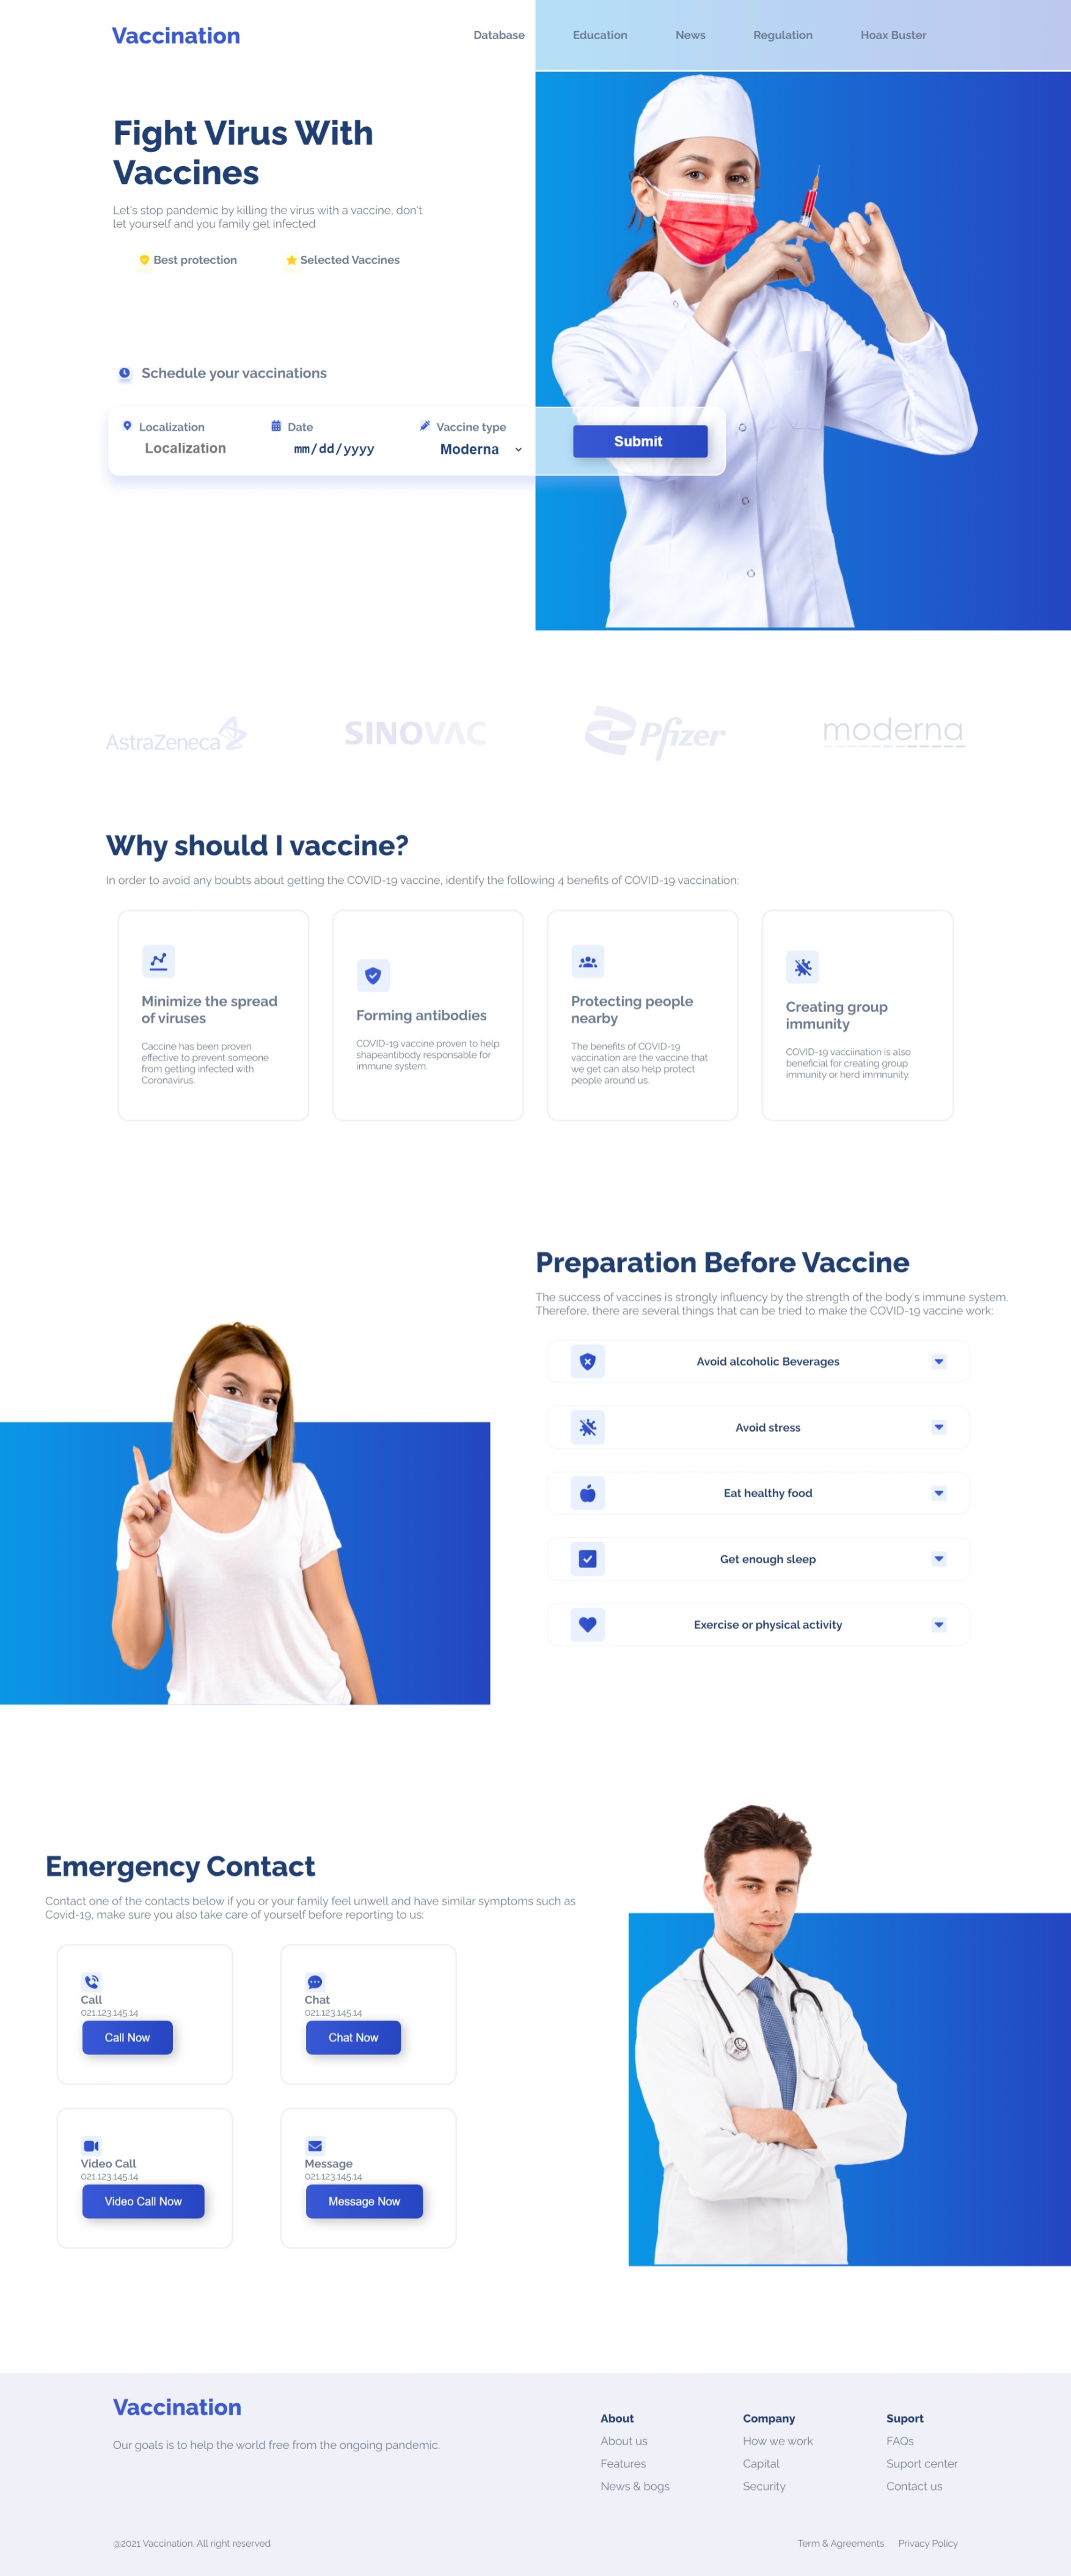 Vaccination
Database
Education
News
Regulation
Hoax Buster
Fight Virus With
Vaccines
Let's stop pandemic by killing the virus with a vaccine, don't
let yourself and you family get infected
Best protection
Selected Vaccines
Schedule your vaccinations
Localization
Date
Vaccine type
Localization
mm/dd/yyyy
Moderna
Submit
AstraZeneca
SINOVAC
Pfizer
moderna
Why should I vaccine?
In order to avoid any boubts about getting the COVID-19 vaccine, identify the following 4 benefits of COVID-19 vaccination:
Minimize the spread
of viruses
Caccine has been proven
effective to prevent someone
from getting infected with
Coronavirus.
Forming antibodies
COVID-19 vaccine proven to help
shapeantibody responsible for
immune system.
Protecting people
nearby
The benefits of COVID-19
vaccination are the vaccine that
we get can also help protect
people around us.
Creating group
immunity
COVID-19 vacciination is also
beneficial for creating group
immunity or herd immnunity.
Preparation Before Vaccine
The success of vaccines is strongly influency by the strength of the body's immune system.
Therefore, there are several things that can be tried to make the COVID-19 vaccine work:
Avoid alcoholic Beverages
Avoid stress
Eat healthy food
Get enough sleep
Exercise or physical activity
Emergency Contact
Contact one of the contacts below if you or your family feel unwell and have similar symptoms such as
Covid-19, make sure you also take care of yourself before reporting to us:
Call
021.123.145.14
Call Now
Chat
021.123.145.14
Chat Now
Video Call
021.123.145.14
Video Call Now
Message
021.123.145.14
Message Now
Vaccination
Our goals is to help the world free from the ongoing pandemic.
About
About us
Features
News & bogs
Company
How we work
Capital
Security
Suport
FAQs
Suport center
Contact us
@2021 Vaccination. All right reserved
Term & Agreements
Privacy Policy